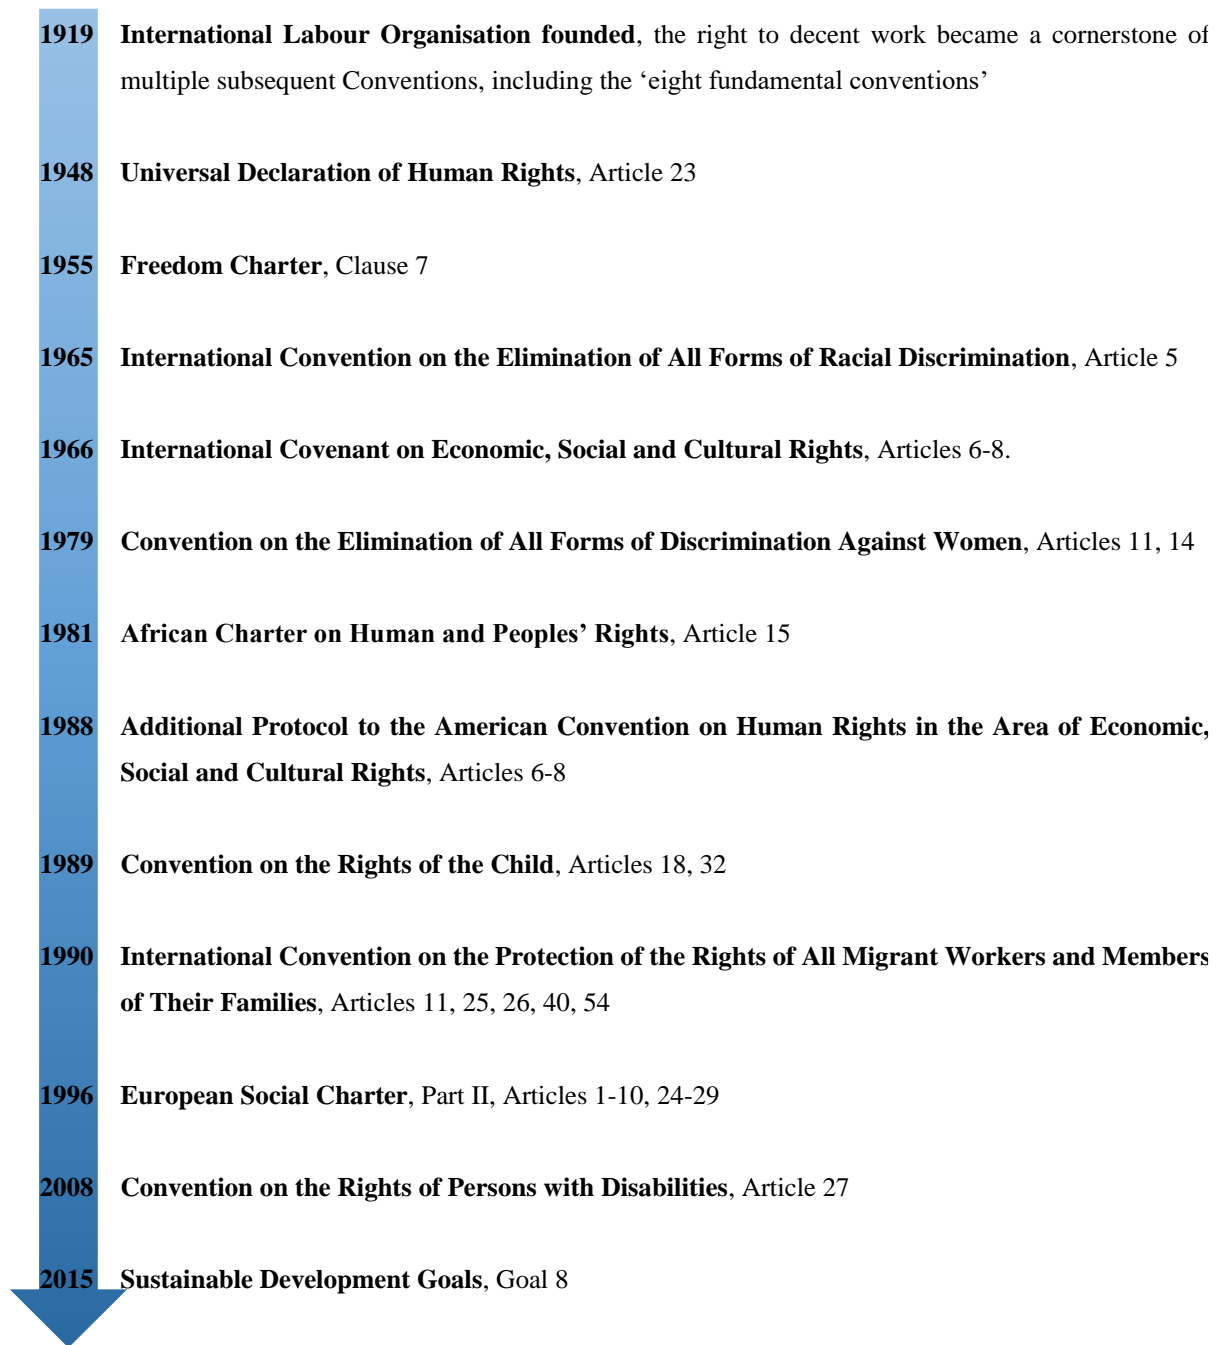 1919 International Labour Organisation founded, the right to decent work became a cornerstone of
multiple subsequent Conventions, including the ‘eight fundamental conventions’
1948 Universal Declaration of Human Rights, Article 23
1955 Freedom Charter, Clause 7
1965 International Convention on the Elimination of All Forms of Racial Discrimination, Article 5
1966 International Covenant on Economic, Social and Cultural Rights, Articles 6-8.
1979 Convention on the Elimination of All Forms of Discrimination Against Women, Articles 11, 14
1981 African Charter on Human and Peoples’ Rights, Article 15
1988 Additional Protocol to the American Convention on Human Rights in the Area of Economic,
Social and Cultural Rights, Articles 6-8
1989 Convention on the Rights of the Child, Articles 18, 32
1990 International Convention on the Protection of the Rights of All Migrant Workers and Members
of Their Families, Articles 11, 25, 26, 40, 54
1996 European Social Charter, Part II, Articles 1-10, 24-29
2008 Convention on the Rights of Persons with Disabilities, Article 27
2015 Sustainable Development Goals, Goal 8